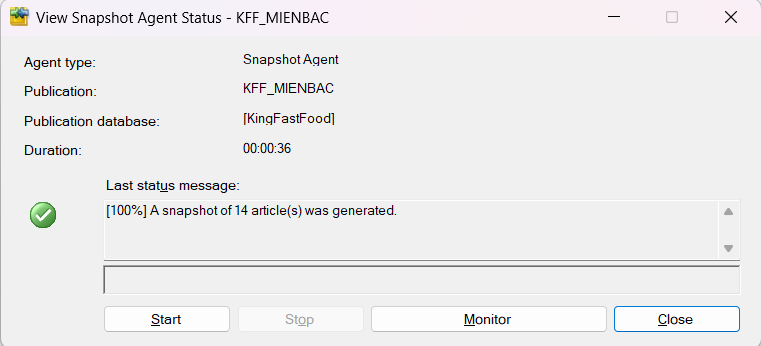 View Snapshot Agent Status - KFF_MIENBAC
Agent type: Snapshot Agent
Publication: KFF_MIENBAC
Publication database: [KingFastFood]
Duration: 00:00:36
Last status message:
[100%] A snapshot of 14 article(s) was generated.
Start Stop Monitor Close